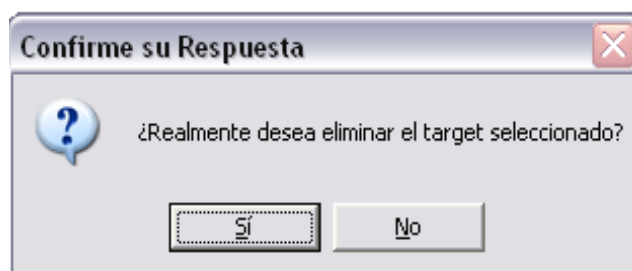 Confirme su Respuesta
¿Realmente desea eliminar el target seleccionado?
Sí No